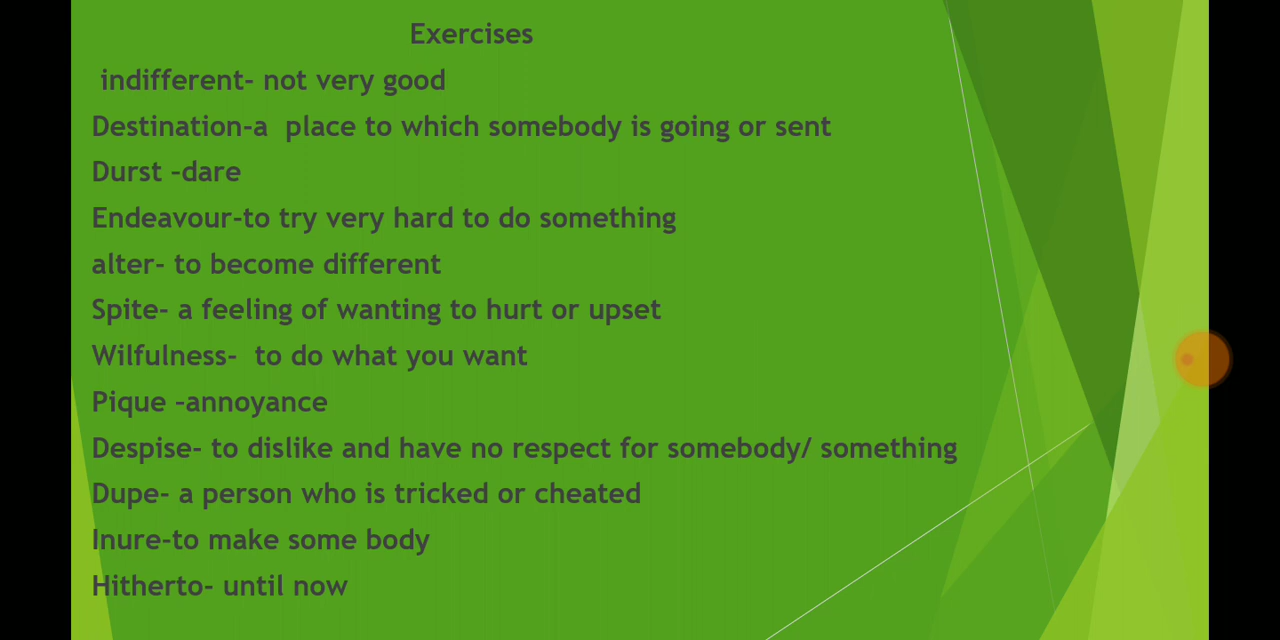 Exercises
indifferent- not very good
Destination-a place to which somebody is going or sent
Durst -dare
Endeavour-to try very hard to do something
alter- to become different
Spite- a feeling of wanting to hurt or upset
Wilfulness- to do what you want
Pique -annoyance
Despise- to dislike and have no respect for somebody/ something
Dupe- a person who is tricked or cheated
Inure-to make some body
Hitherto- until now